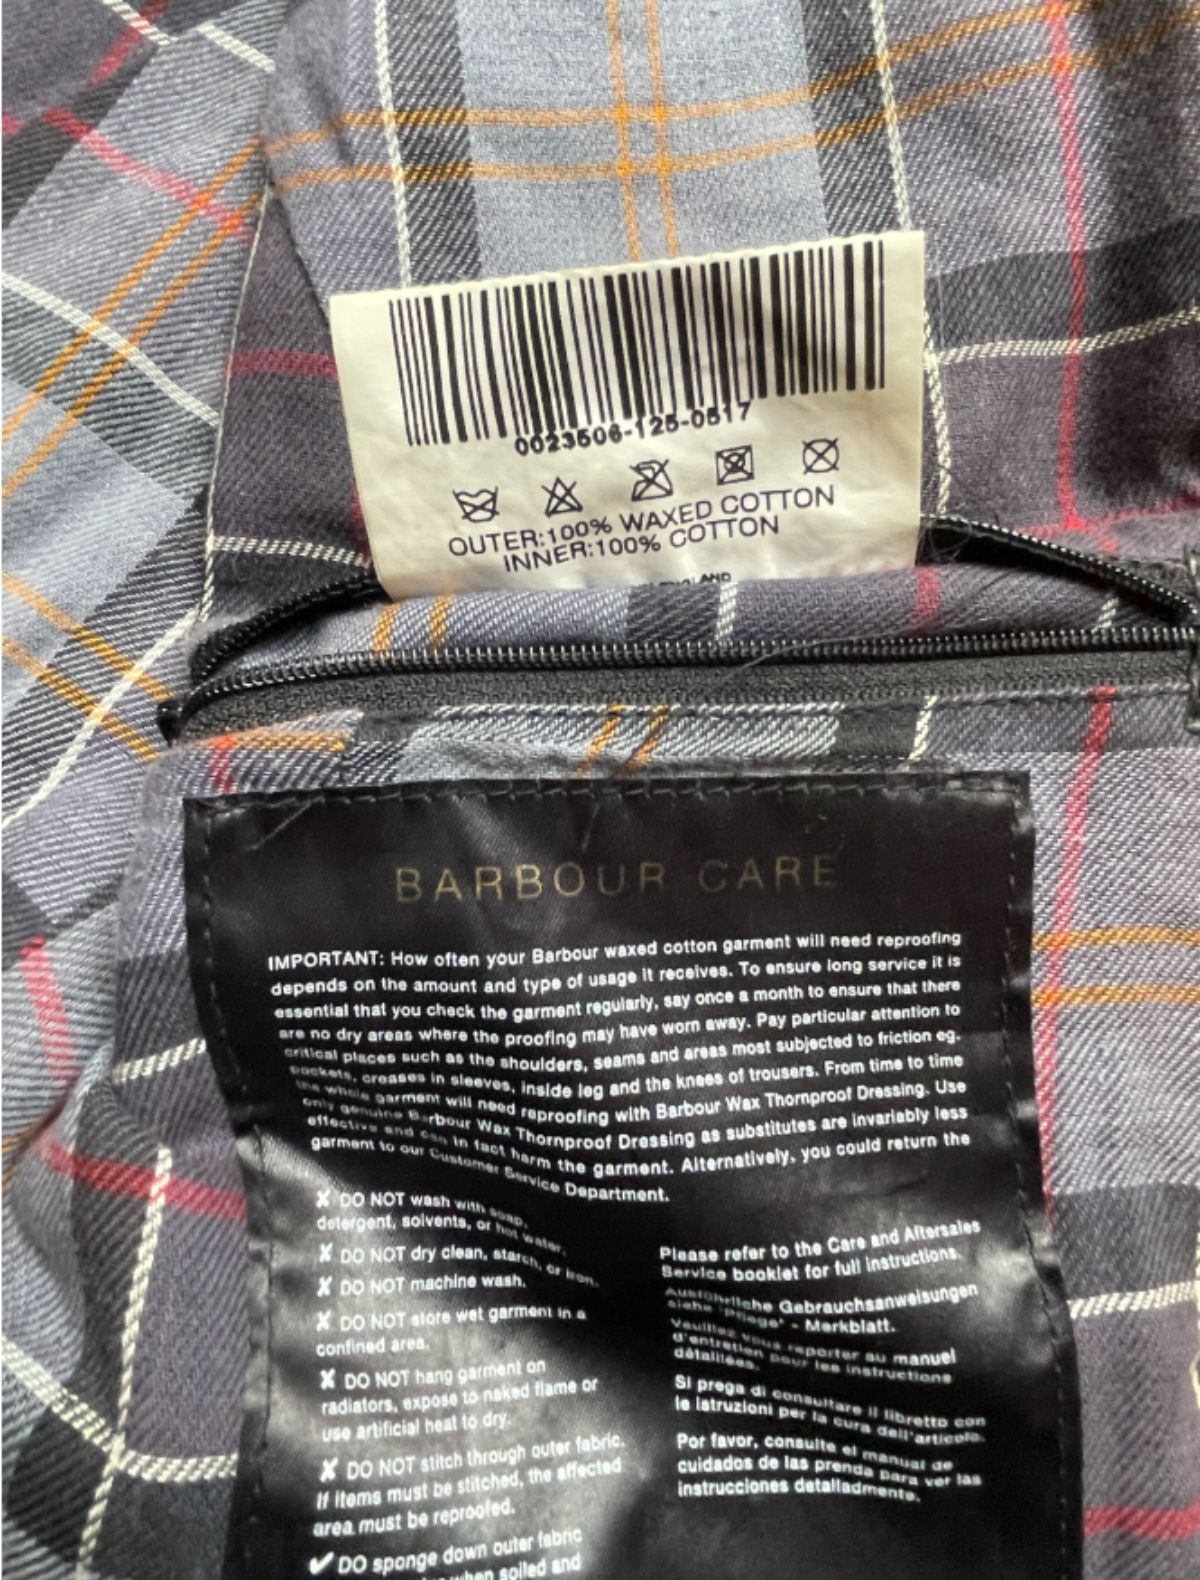 0023506-125-0517
OUTER:100% WAXED COTTON
INNER:100% COTTON
BARBOUR CARE
IMPORTANT: How often your Barbour waxed cotton garment will need reproofing
depends on the amount and type of usage it receives. To ensure long service it is
essential that you check the garment regularly, say once a month to ensure that there
are no dry areas where the proofing may have worn away. Pay particular attention to
critical places such as the shoulders, seams and areas most subjected to friction eg.
pockets, creases in sleeves, inside leg and the knees of trousers. From time to time
the whole garment will need reproofing with Barbour Wax Thornproof Dressing. Use
only genuine Barbour Wax Thornproof Dressing as substitutes are invariably less
effective and can in fact harm the garment. Alternatively, you could return the
garment to our Customer Service Department.
✘ DO NOT wash with soap,
detergent, solvents, or hot water.
✘ DO NOT dry clean, starch, or iron.
✘ DO NOT machine wash.
✘ DO NOT store wet garment in a
confined area.
✘ DO NOT hang garment on
radiators, expose to naked flame or
use artificial heat to dry.
✘ DO NOT stitch through outer fabric.
If items must be stitched, the affected
area must be reproofed.
✔ DO sponge down outer fabric
when soiled and
Please refer to the Care and Aftersales
Service booklet for full instructions.
Ausführliche Gebrauchsanweisungen
siehe "pflege" - Merkblatt.
Veuillez vous reporter au manuel
d'entretien pour les instructions
détaillées.
Si prega di consultare il libretto con
le istruzioni per la cura dell'articolo.
Por favor, consulte el manual de
cuidados de las prenda para ver las
instrucciones detalladmente.